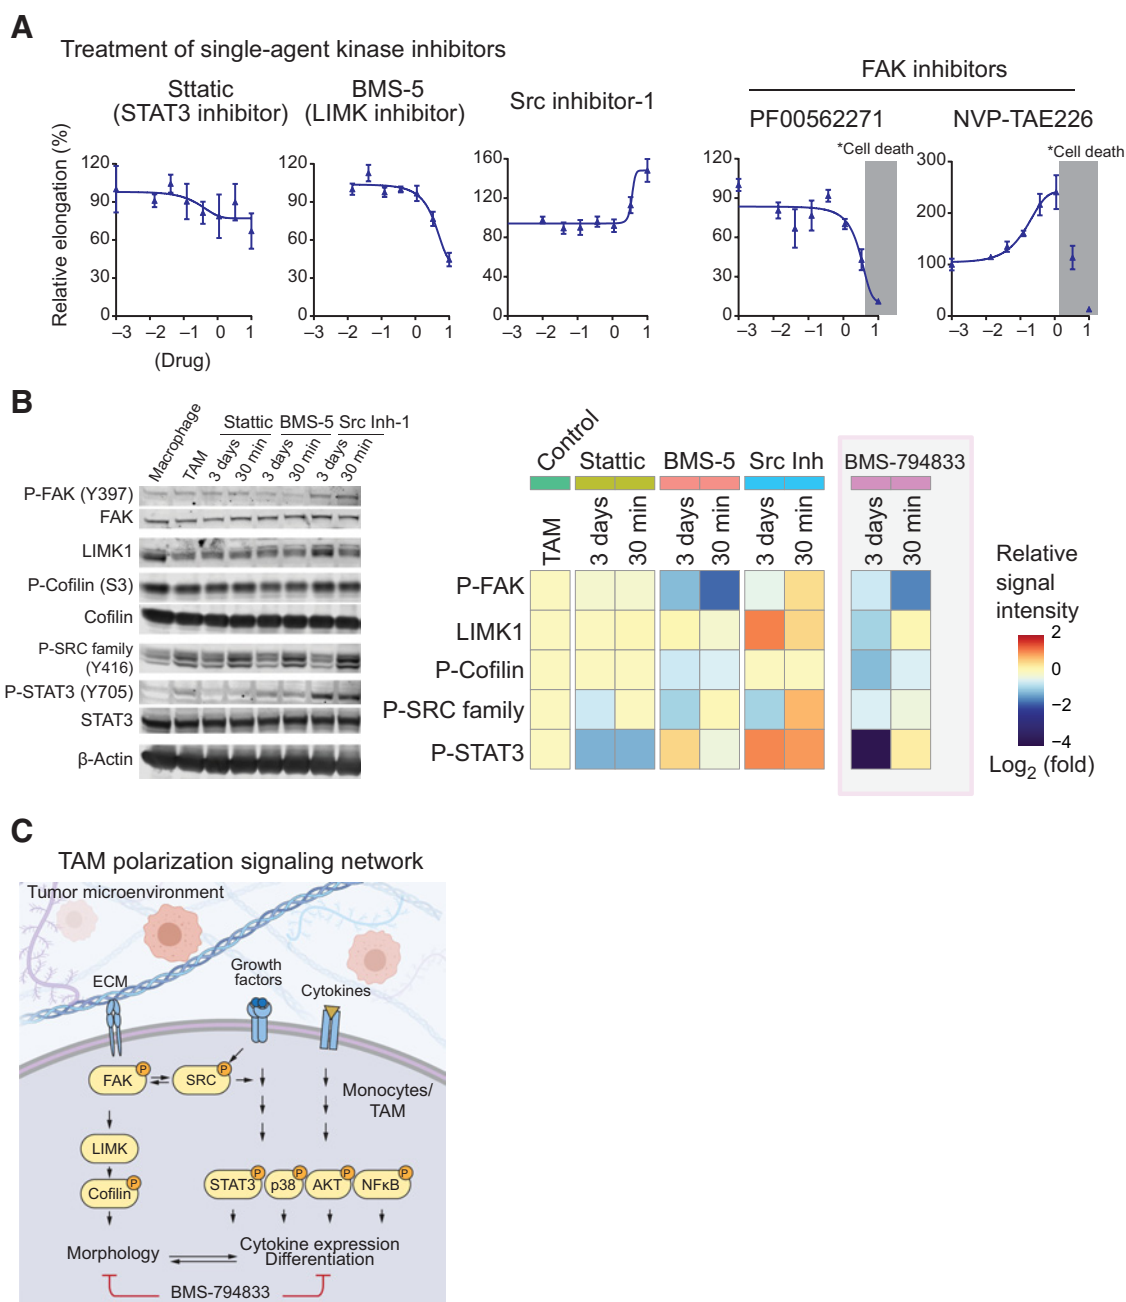 A
Treatment of single-agent kinase inhibitors
Sttatic
(STAT3 inhibitor)
BMS-5
(LIMK inhibitor)
Src inhibitor-1
FAK inhibitors
PF00562271
NVP-TAE226
Relative elongation (%)
120
90
60
30
0
–3 –2 –1 0 1
(Drug)
120
90
60
30
0
–3 –2 –1 0 1
160
120
80
40
0
–3 –2 –1 0 1
*Cell death
120
90
60
30
0
–3 –2 –1 0 1
*Cell death
300
200
100
0
–3 –2 –1 0 1
B
Macrophage
TAM
Stattic
3 days
30 min
BMS-5
3 days
30 min
Src Inh-1
3 days
30 min
P-FAK (Y397)
FAK
LIMK1
P-Cofilin (S3)
Cofilin
P-SRC family
(Y416)
P-STAT3 (Y705)
STAT3
β-Actin
Control
Stattic
BMS-5
Src Inh
BMS-794833
TAM
3 days
30 min
3 days
30 min
3 days
30 min
3 days
30 min
P-FAK
LIMK1
P-Cofilin
P-SRC family
P-STAT3
Relative
signal
intensity
2
0
–2
–4
Log2 (fold)
C
TAM polarization signaling network
Tumor microenvironment
ECM
Growth
factors
Cytokines
FAK P
SRC P
Monocytes/
TAM
LIMK
Cofilin P
STAT3 P
p38 P
AKT P
NFκB P
Morphology
Cytokine expression
Differentiation
BMS-794833